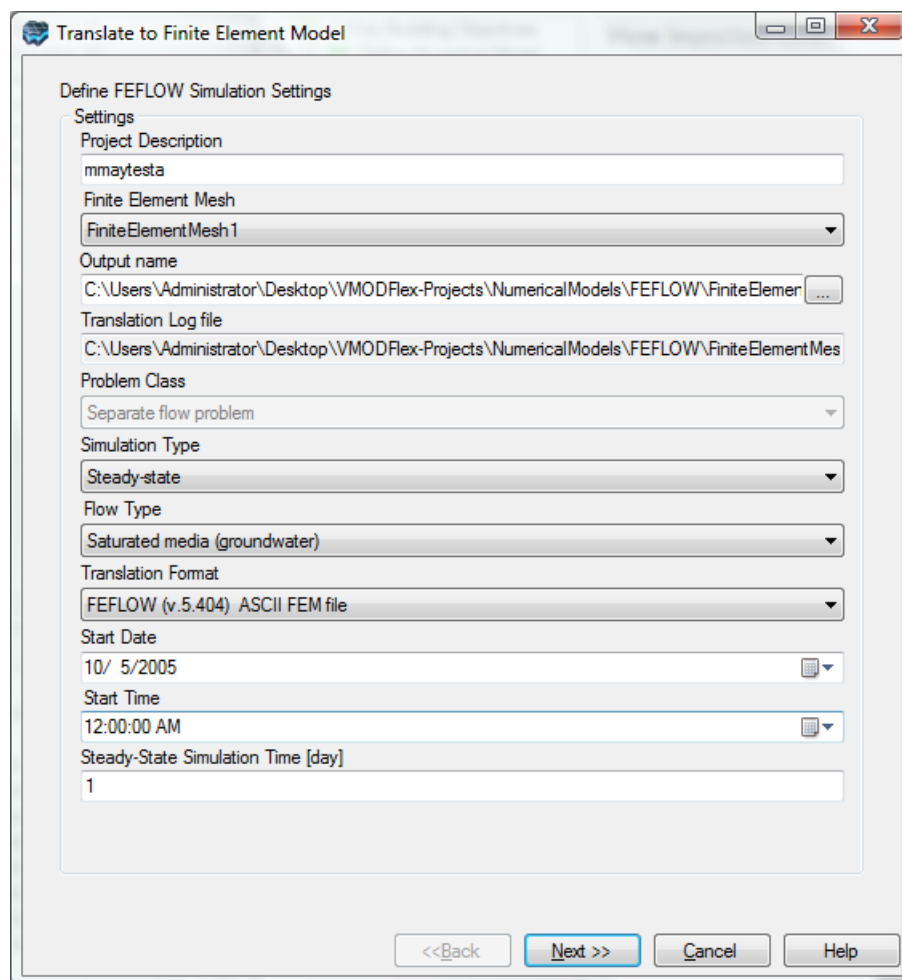 Translate to Finite Element Model
Define FEFLOW Simulation Settings
Settings
Project Description
mmaytesta
Finite Element Mesh
FiniteElementMesh1
Output name
C:\Users\Administrator\Desktop\VMODFlex-Projects\NumericalModels\FEFLOW\FiniteElemen ...
Translation Log file
C:\Users\Administrator\Desktop\VMODFlex-Projects\NumericalModels\FEFLOW\FiniteElementMes
Problem Class
Separate flow problem
Simulation Type
Steady-state
Flow Type
Saturated media (groundwater)
Translation Format
FEFLOW (v.5.404) ASCII FEM file
Start Date
10/ 5/2005
Start Time
12:00:00 AM
Steady-State Simulation Time [day]
1
<<Back Next >> Cancel Help